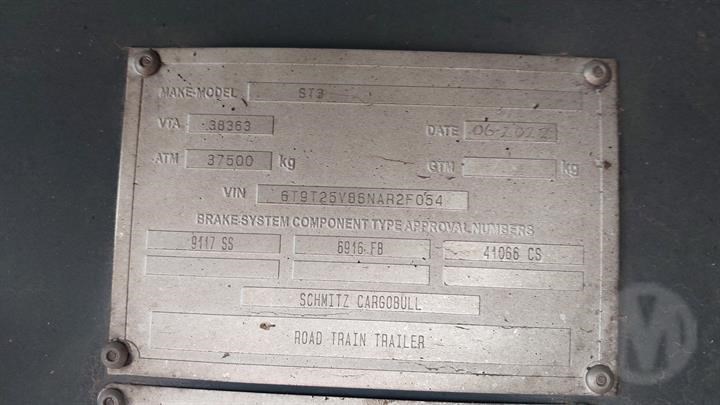 MAKE-MODEL ST3
VTA 38363 DATE 06-2022
ATM 37500 kg GTM kg
VIN 6T9T25V86NAR2F054
BRAKE-SYSTEM COMPONENT TYPE APPROVAL NUMBERS
9117 SS 6916 FB 41066 CS
SCHMITZ CARGOBULL
ROAD TRAIN TRAILER